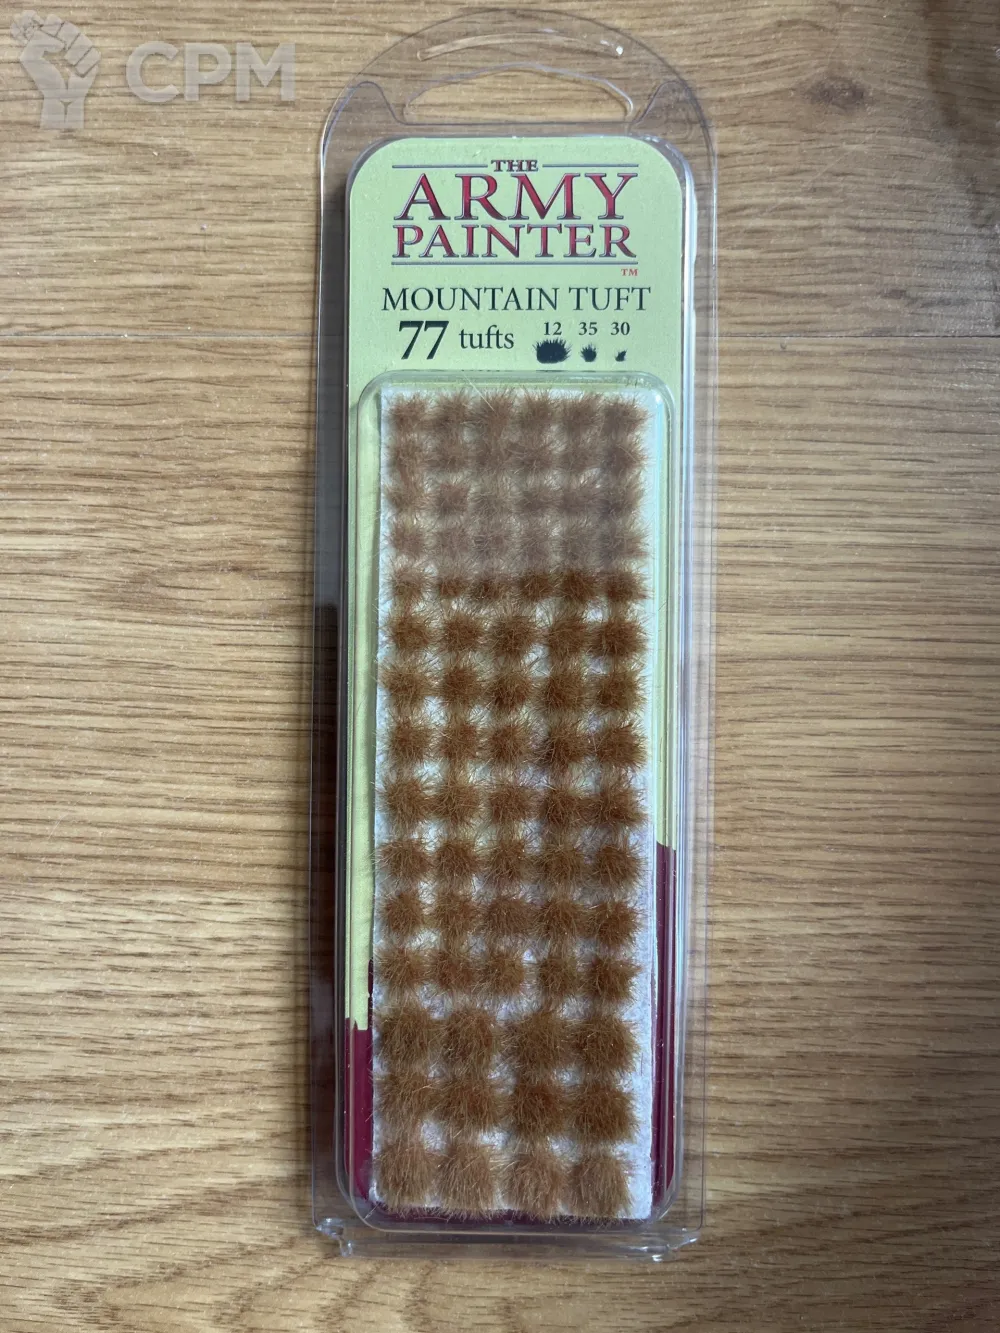 CPM
THE
ARMY
PAINTER
TM
MOUNTAIN TUFT
77 tufts 12 35 30